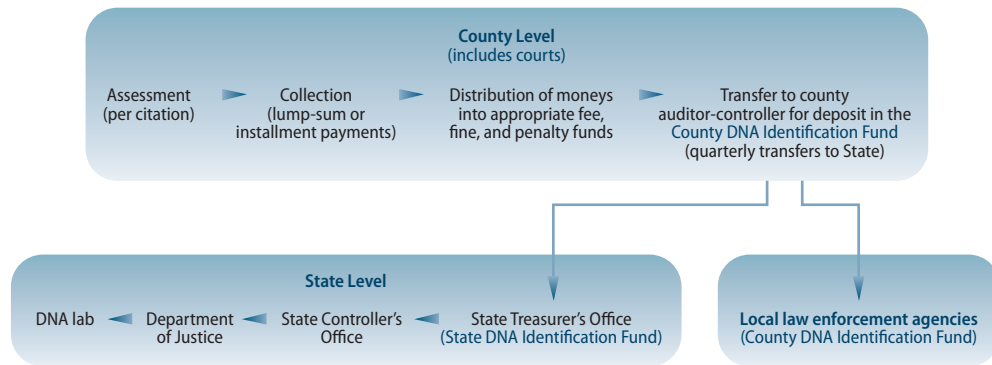 County Level
(includes courts)
Assessment
(per citation)
Collection
(lump-sum or
installment payments)
Distribution of moneys
into appropriate fee,
fine, and penalty funds
Transfer to county
auditor-controller for deposit in the
County DNA Identification Fund
(quarterly transfers to State)
State Level
DNA lab
Department
of Justice
State Controller's
Office
State Treasurer's Office
(State DNA Identification Fund)
Local law enforcement agencies
(County DNA Identification Fund)